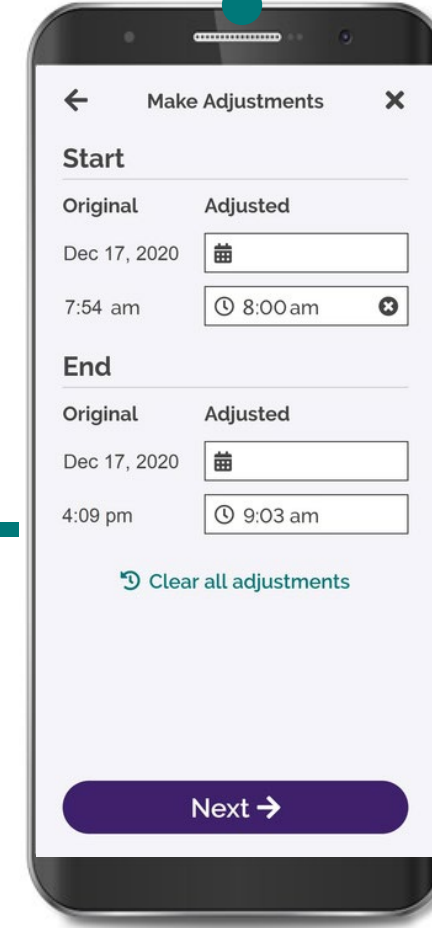 Make Adjustments
Start
Original Adjusted
Dec 17, 2020
7:54 am 8:00 am
End
Original Adjusted
Dec 17, 2020
4:09 pm 9:03 am
Clear all adjustments
Next